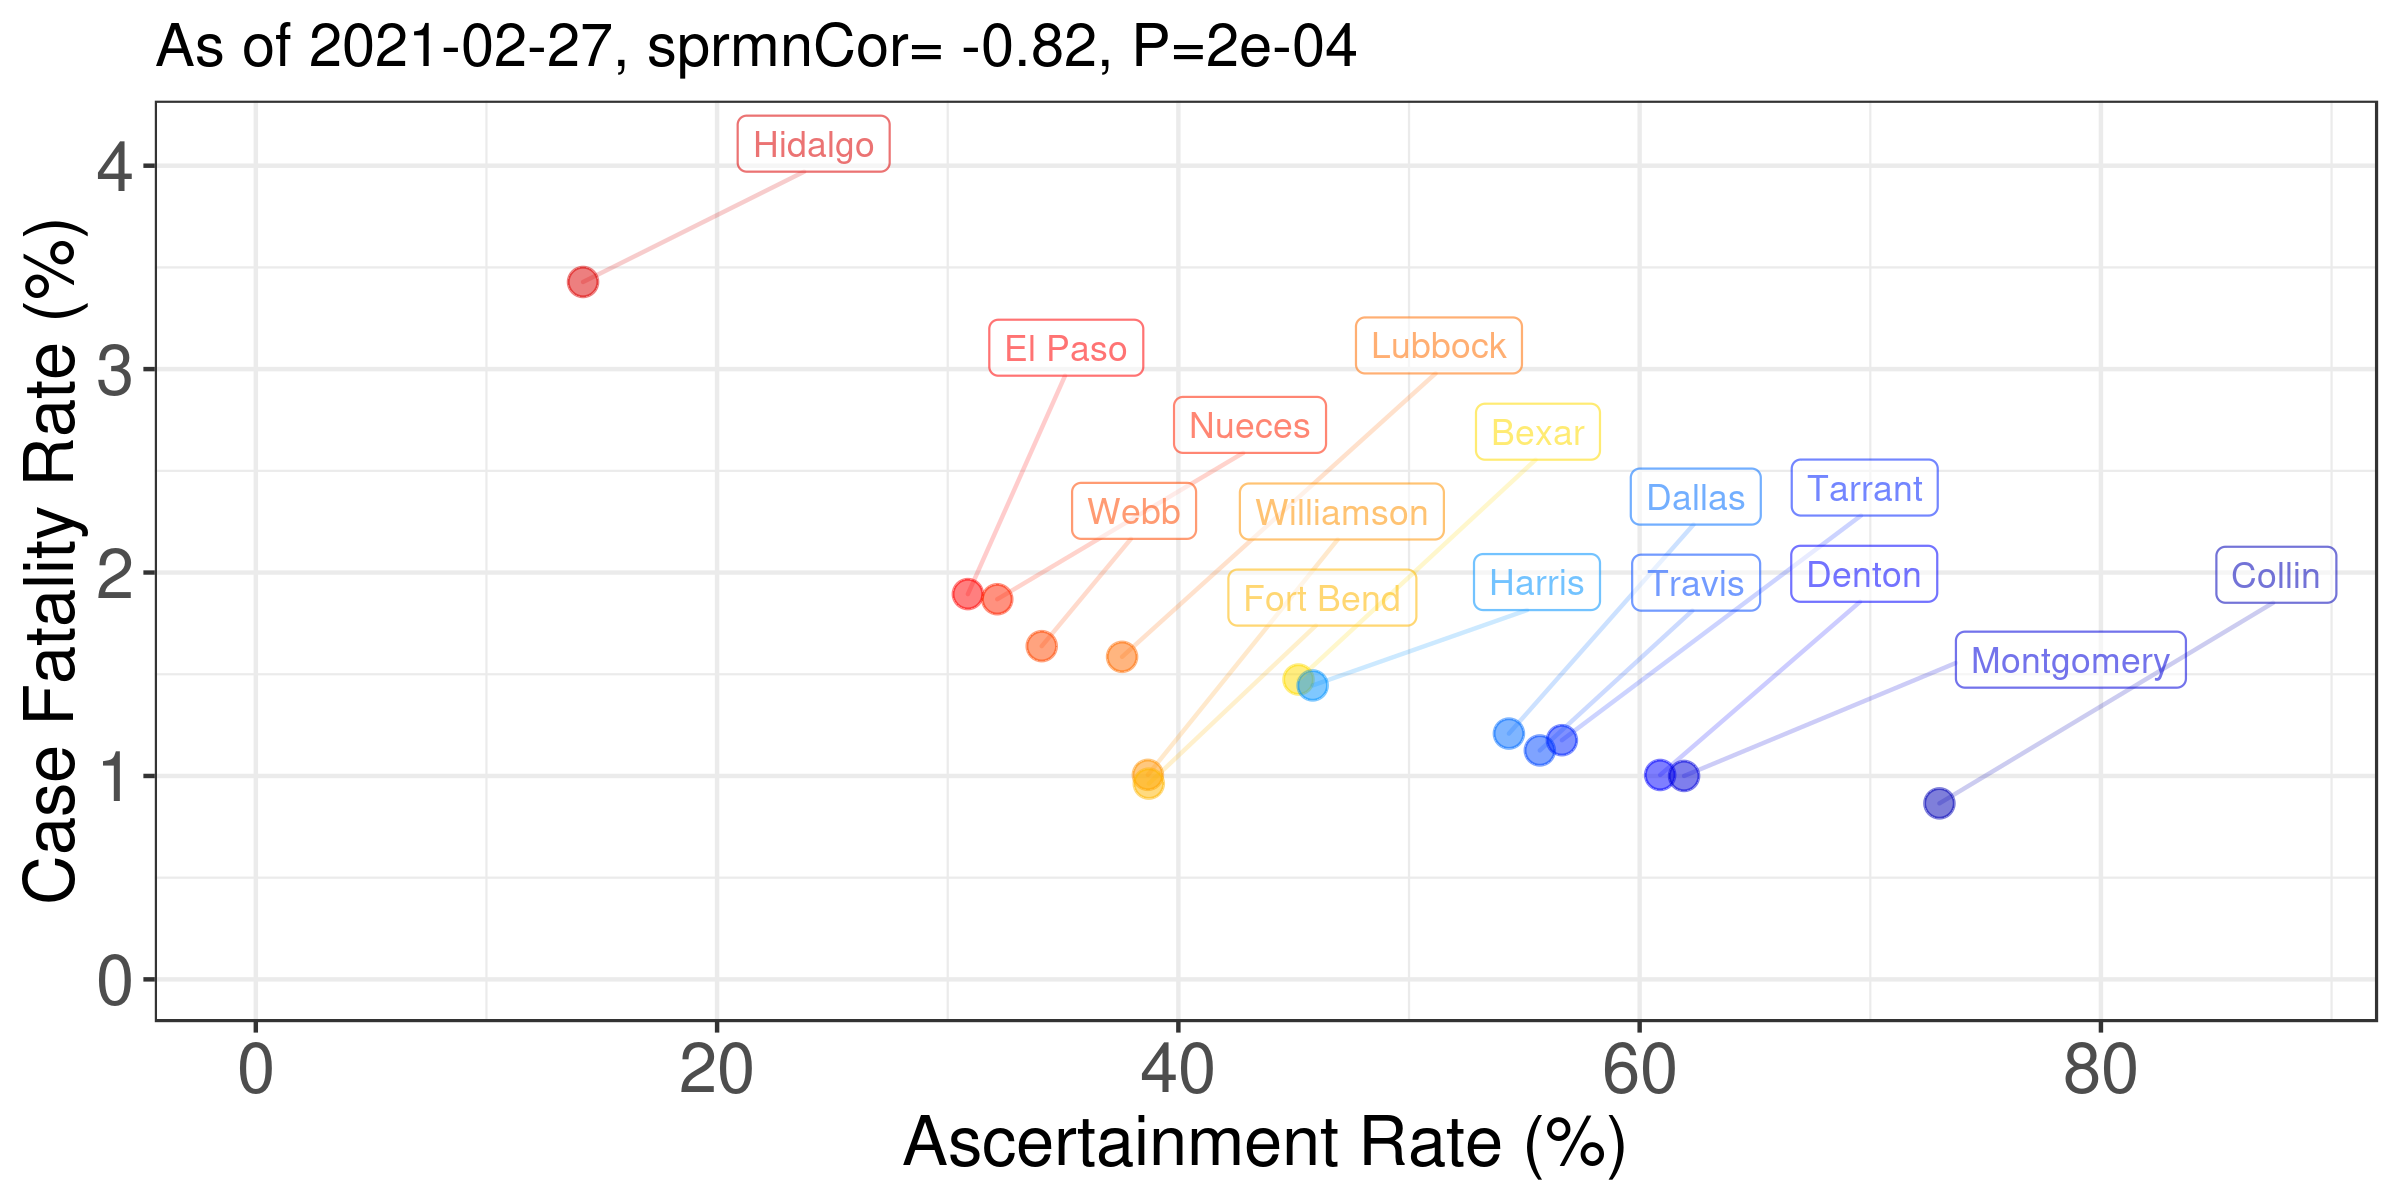 As of 2021-02-27, sprmnCor= -0.82, P=2e-04
Case Fatality Rate (%)
4
3
2
1
0
Hidalgo
El Paso
Lubbock
Nueces
Bexar
Webb
Williamson
Dallas
Tarrant
Fort Bend
Harris
Travis
Denton
Collin
Montgomery
0 20 40 60 80
Ascertainment Rate (%)